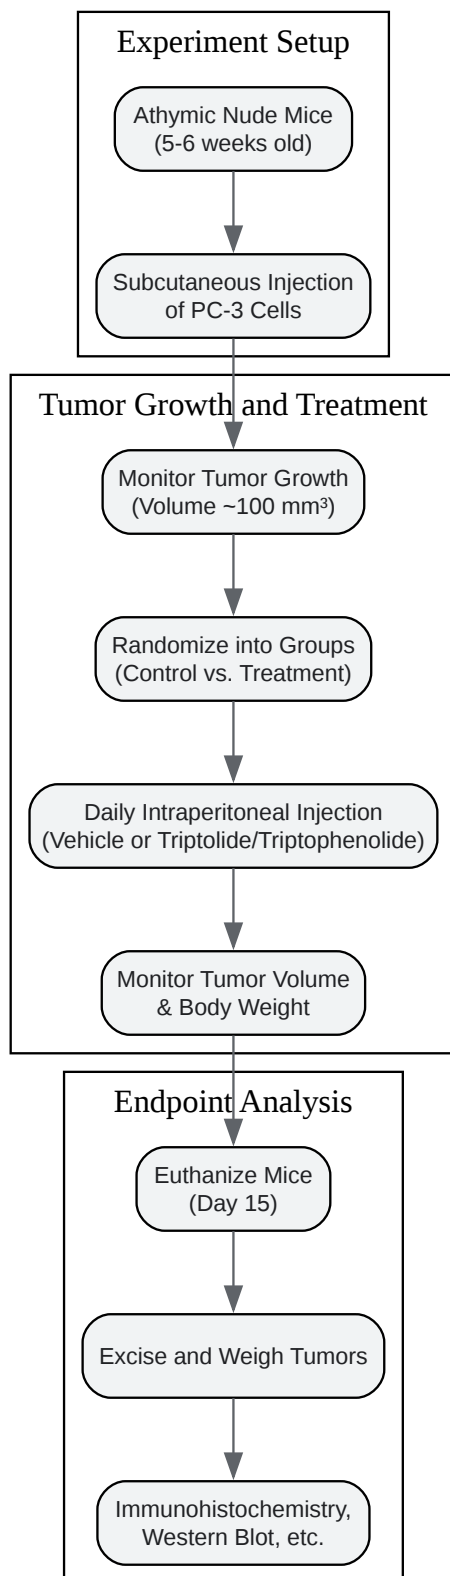 Experiment Setup
Athymic Nude Mice
(5-6 weeks old)
Subcutaneous Injection
of PC-3 Cells
Tumor Growth and Treatment
Monitor Tumor Growth
(Volume ~100 mm³)
Randomize into Groups
(Control vs. Treatment)
Daily Intraperitoneal Injection
(Vehicle or Triptolide/Triptophenolide)
Monitor Tumor Volume
& Body Weight
Endpoint Analysis
Euthanize Mice
(Day 15)
Excise and Weigh Tumors
Immunohistochemistry,
Western Blot, etc.